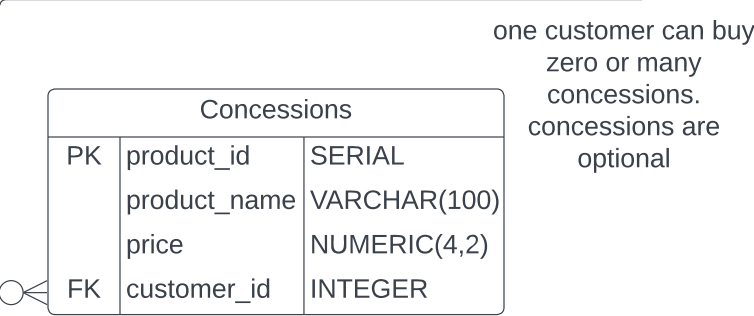 one customer can buy
zero or many
concessions.
concessions are
optional
Concessions
PK product_id SERIAL
product_name VARCHAR(100)
price NUMERIC(4,2)
FK customer_id INTEGER